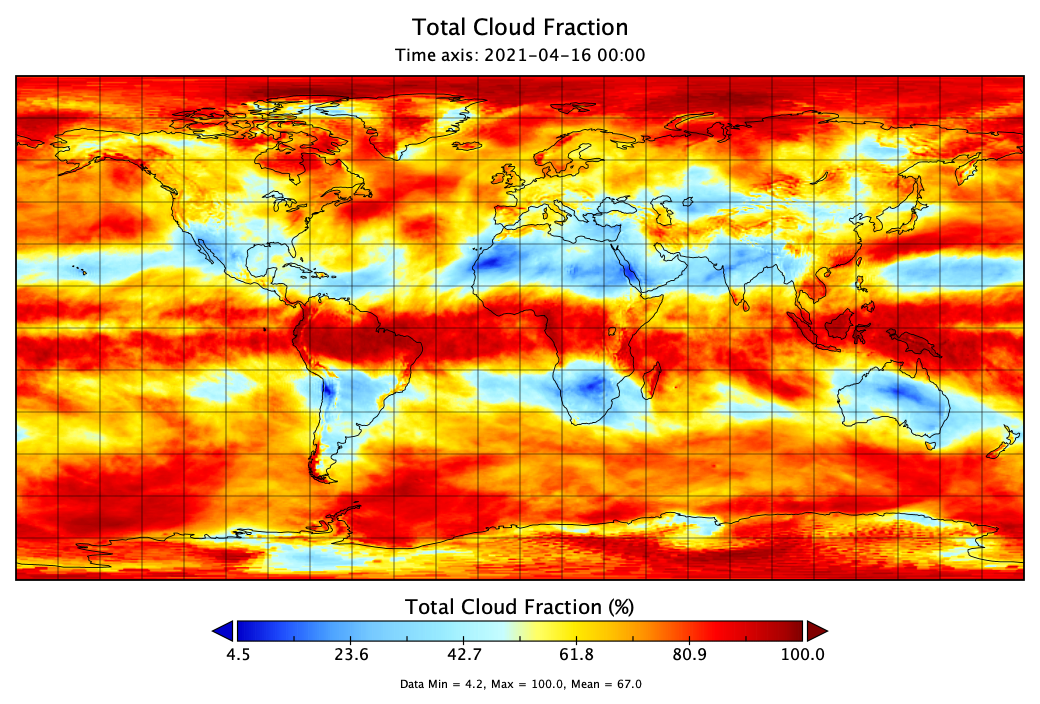 Total Cloud Fraction
Time axis: 2021-04-16 00:00
Total Cloud Fraction (%)
4.5 23.6 42.7 61.8 80.9 100.0
Data Min = 4.2, Max = 100.0, Mean = 67.0